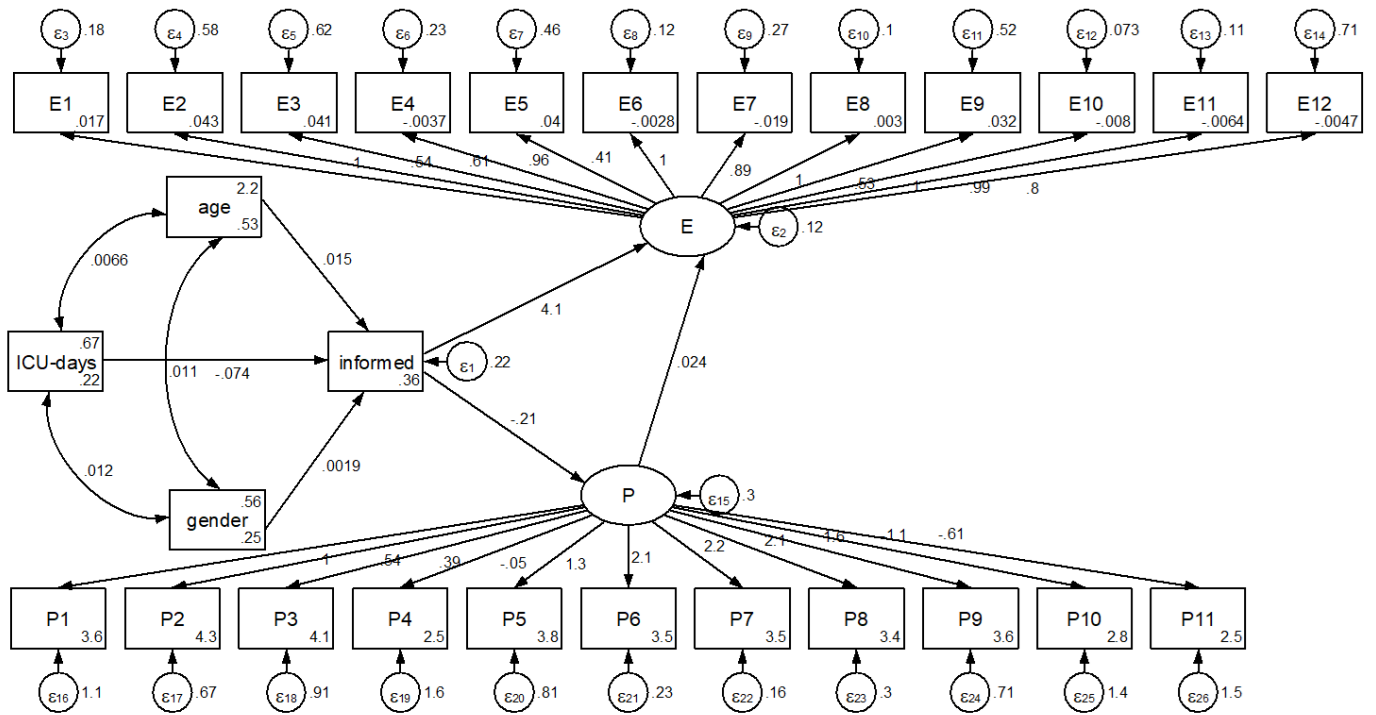 ε3 .18 ε4 .58 ε5 .62 ε6 .23 ε7 .46 ε8 .12 ε9 .27 ε10 .1 ε11 .52 ε12 .073 ε13 .11 ε14 .71
E1 E2 E3 E4 E5 E6 E7 E8 E9 E10 E11 E12
.017 .043 .041 -.0037 .04 -.0028 -.019 .003 .032 -.008 -.0064 -.0047
1 .54 .61 .96 .41 1 .89 1 .53 1 .99 .8
2.2
age
.53
E
ε2 .12
.0066
.015
4.1
.67
ICU-days
.22
.011
-.074
informed
.36
ε1 .22
.024
-.21
.012
.0019
.56
gender
.25
P
ε15 .3
1 .54 .39 -.05 1.3 2.1 2.2 2.1 1.6 -1.1 -.61
P1 P2 P3 P4 P5 P6 P7 P8 P9 P10 P11
3.6 4.3 4.1 2.5 3.8 3.5 3.5 3.4 3.6 2.8 2.5
ε16 1.1 ε17 .67 ε18 .91 ε19 1.6 ε20 .81 ε21 .23 ε22 .16 ε23 .3 ε24 .71 ε25 1.4 ε26 1.5